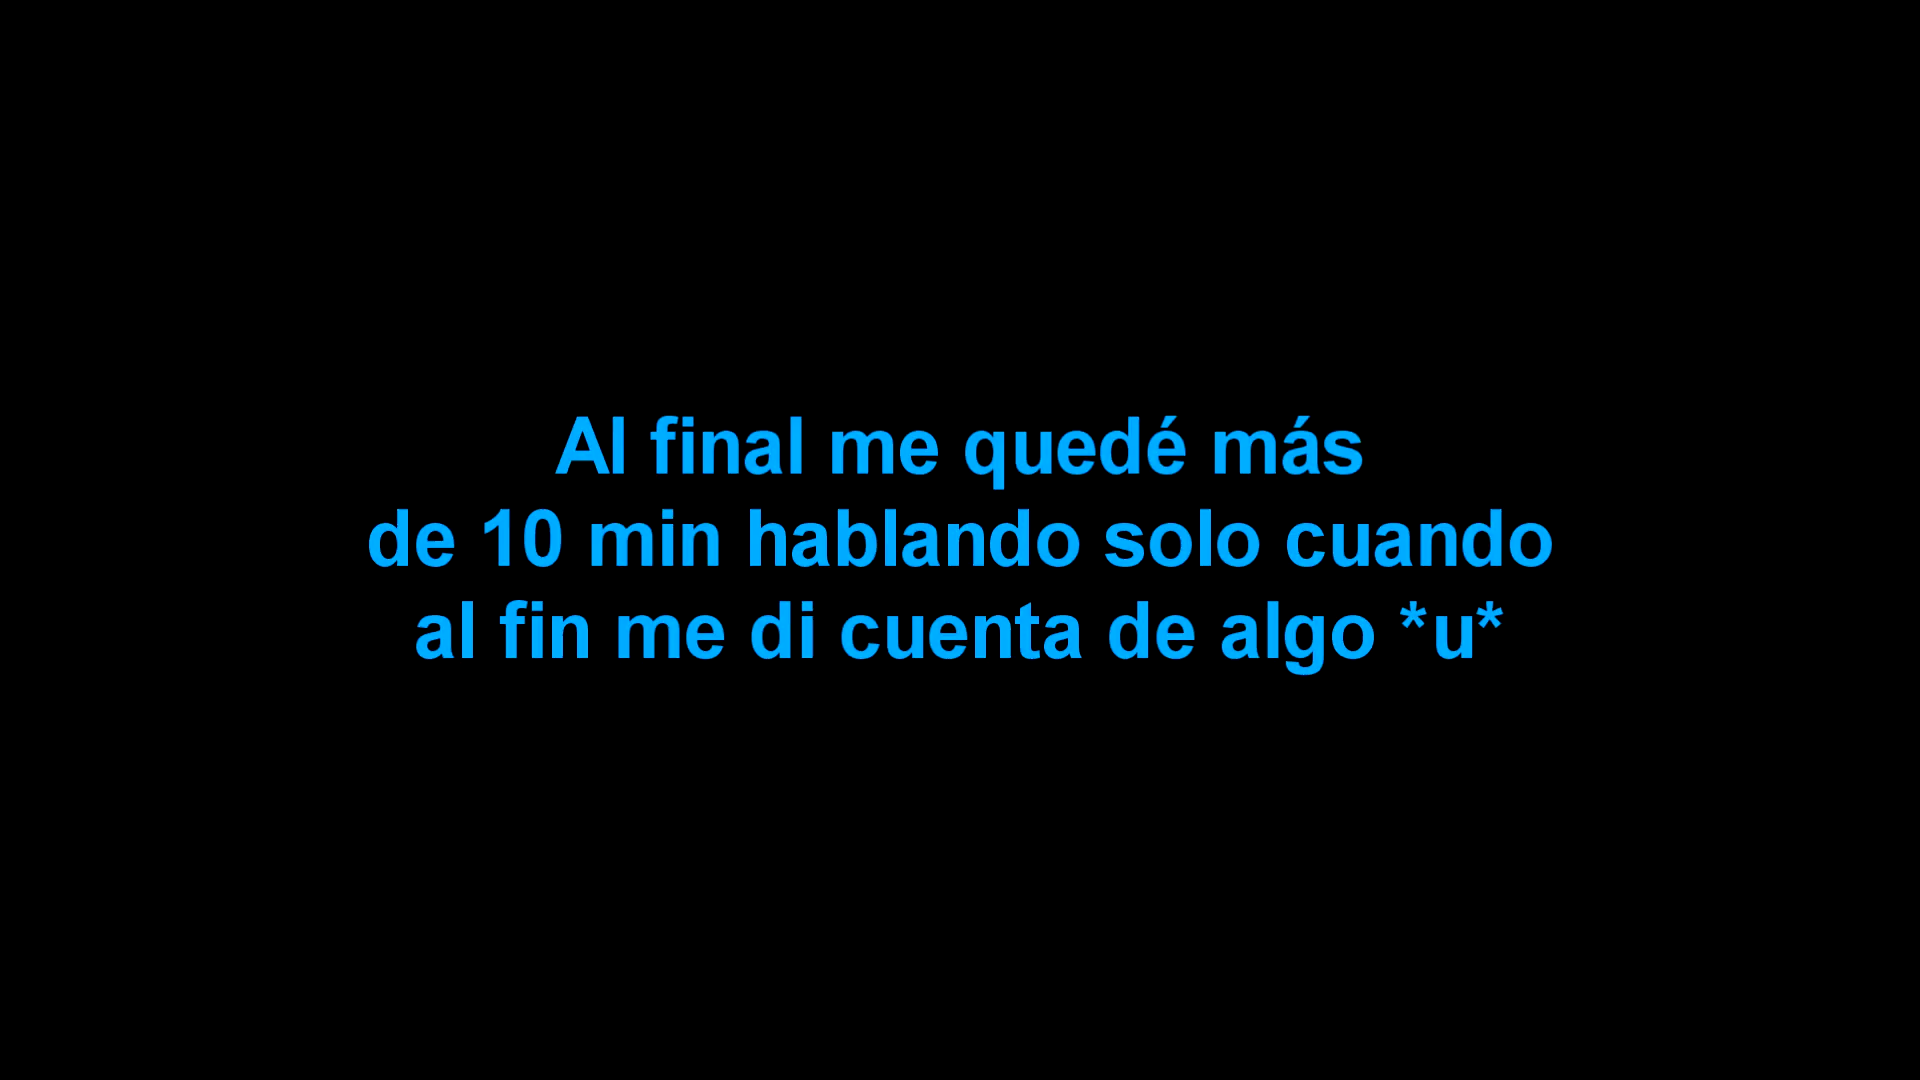 Al final me quedé más
de 10 min hablando solo cuando
al fin me di cuenta de algo *u*